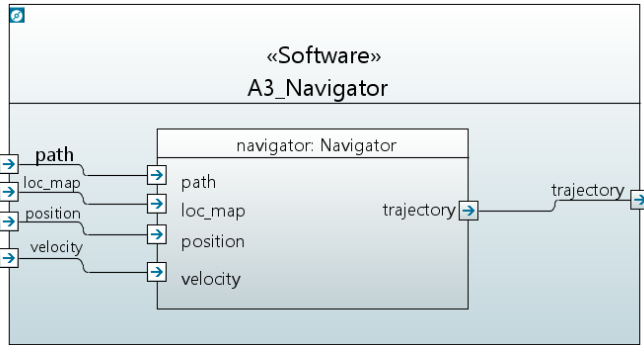 «Software»
A3_Navigator
navigator: Navigator
path
loc_map
position
velocity
path
loc_map
position
velocity
trajectory
trajectory